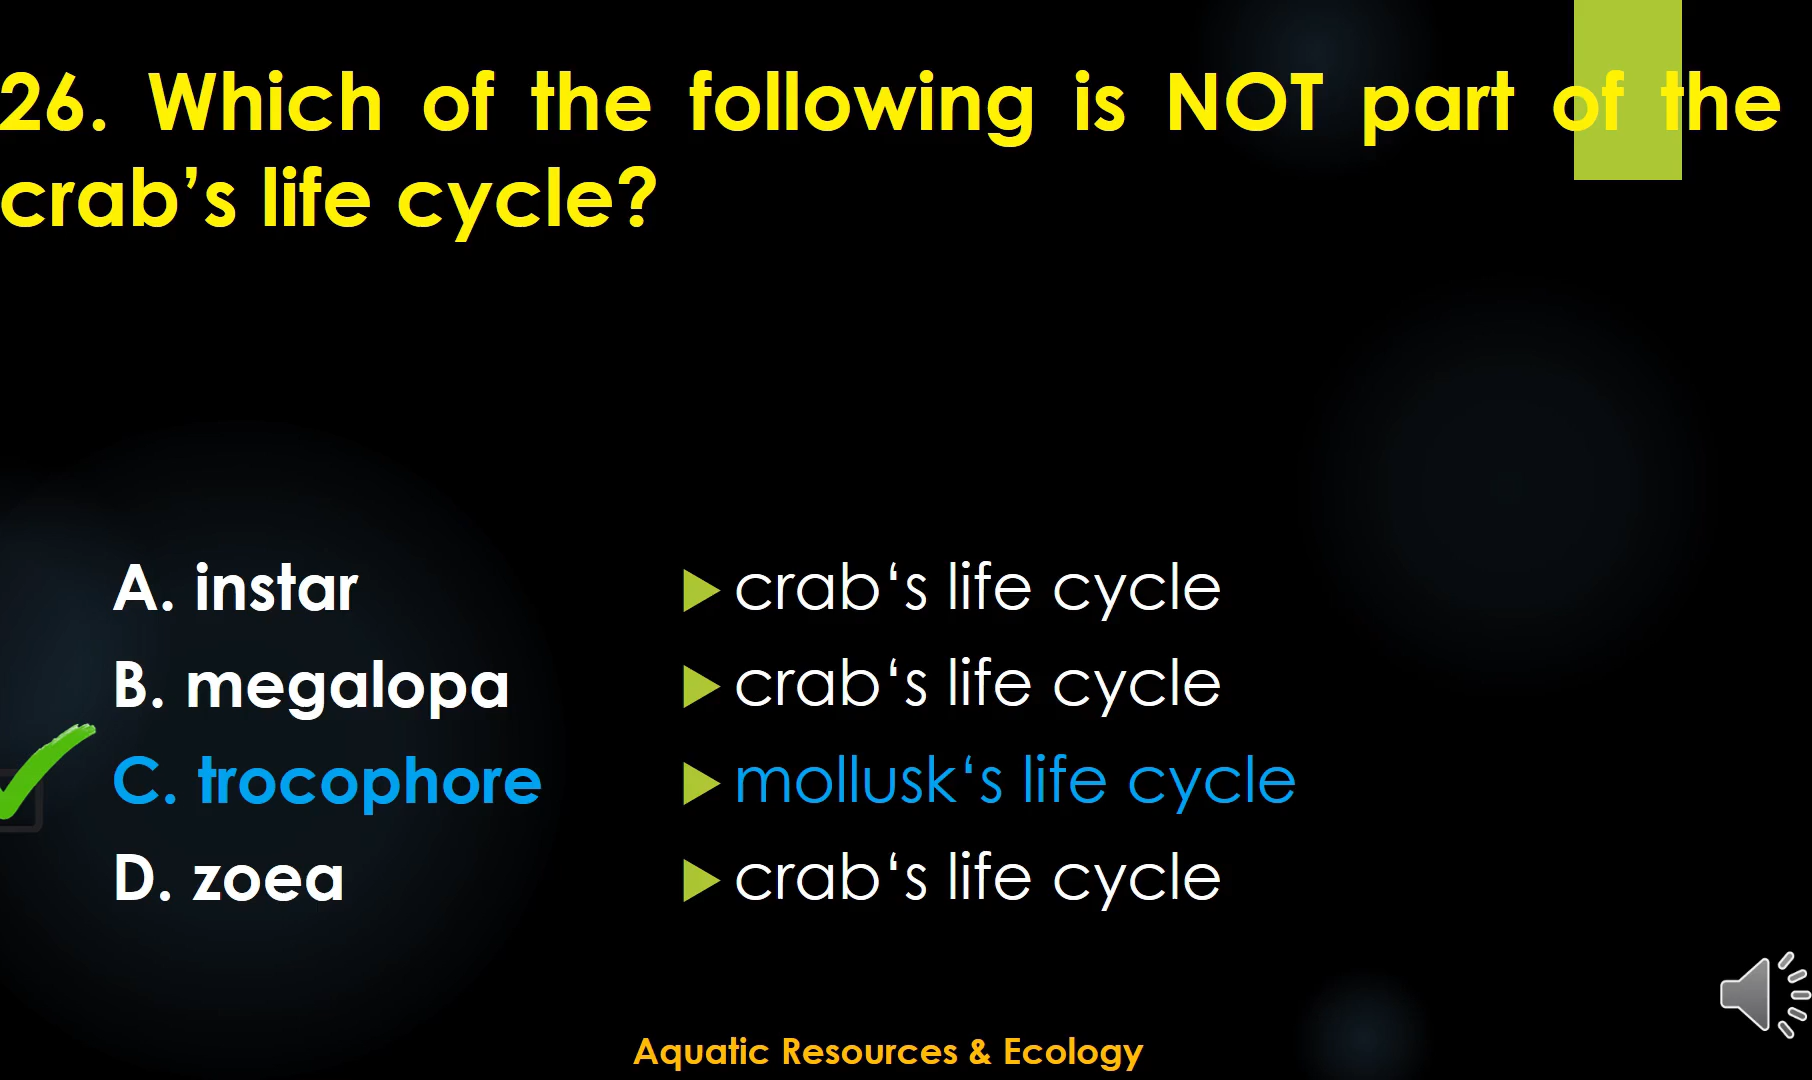 26. Which of the following is NOT part of the
crab’s life cycle?
A. instar
crab‘s life cycle
B. megalopa
crab‘s life cycle
C. trocophore
mollusk‘s life cycle
D. zoea
crab‘s life cycle
Aquatic Resources & Ecology